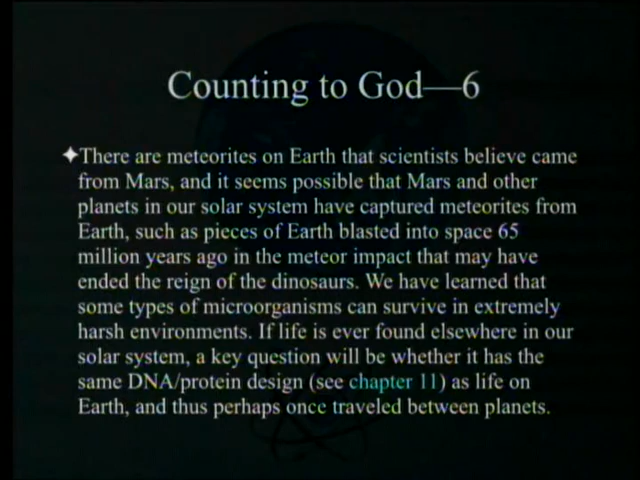 Counting to God—6
✦There are meteorites on Earth that scientists believe came
from Mars, and it seems possible that Mars and other
planets in our solar system have captured meteorites from
Earth, such as pieces of Earth blasted into space 65
million years ago in the meteor impact that may have
ended the reign of the dinosaurs. We have learned that
some types of microorganisms can survive in extremely
harsh environments. If life is ever found elsewhere in our
solar system, a key question will be whether it has the
same DNA/protein design (see chapter 11) as life on
Earth, and thus perhaps once traveled between planets.